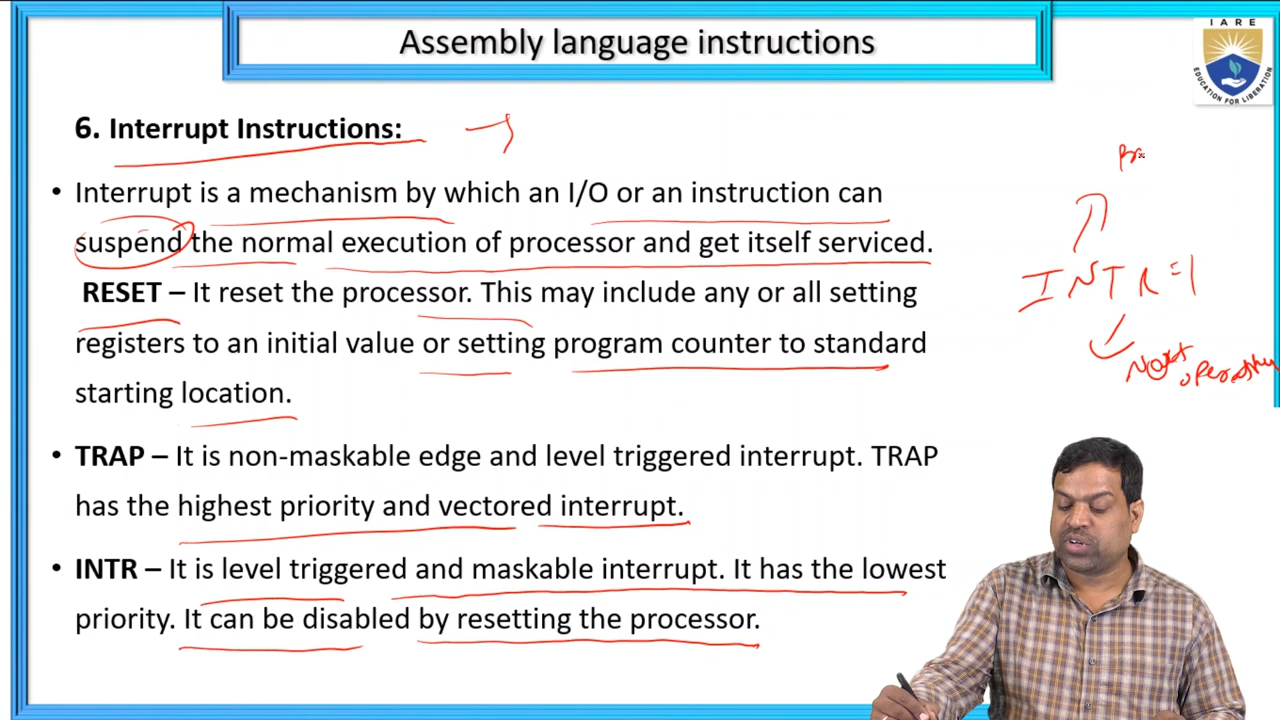 Assembly language instructions
IARE
EDUCATION FOR LIBERATION
6. Interrupt Instructions:
• Interrupt is a mechanism by which an I/O or an instruction can
suspend the normal execution of processor and get itself serviced.
RESET – It reset the processor. This may include any or all setting
registers to an initial value or setting program counter to standard
starting location.
• TRAP – It is non-maskable edge and level triggered interrupt. TRAP
has the highest priority and vectored interrupt.
• INTR – It is level triggered and maskable interrupt. It has the lowest
priority. It can be disabled by resetting the processor.
INTR=1